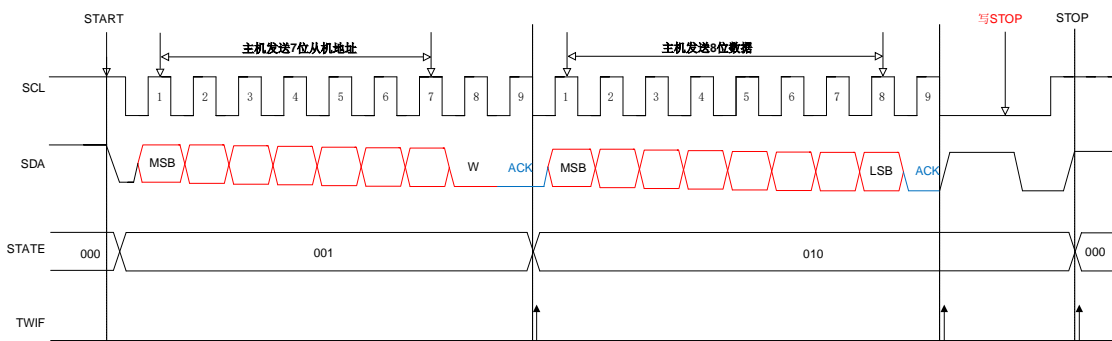 START 写STOP STOP
主机发送7位从机地址 主机发送8位数据
SCL 1 2 3 4 5 6 7 8 9 1 2 3 4 5 6 7 8 9
SDA MSB W ACK MSB LSB ACK
STATE 000 001 010 000
TWIF